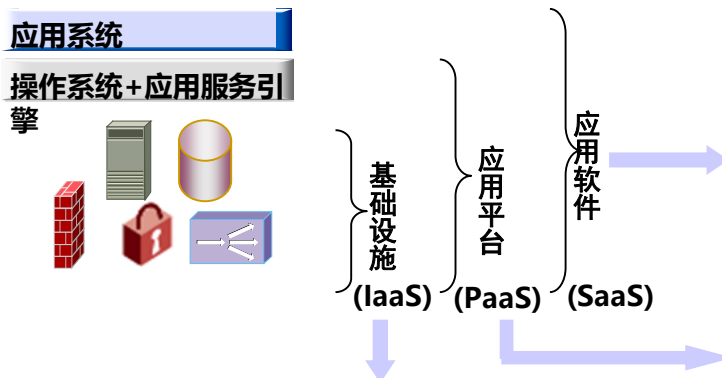 应用系统
操作系统+应用服务引
擎
基础设施
(IaaS)
应用平台
(PaaS)
应用软件
(SaaS)